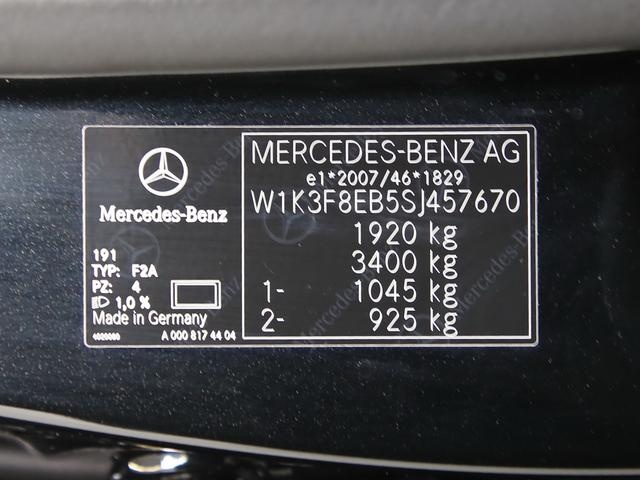 Mercedes-Benz
191
TYP: F2A
PZ: 4
1,0 %
Made in Germany
A 000 817 44 04
MERCEDES-BENZ AG
e1*2007/46*1829
W1K3F8EB5SJ457670
1920 kg
3400 kg
1- 1045 kg
2- 925 kg